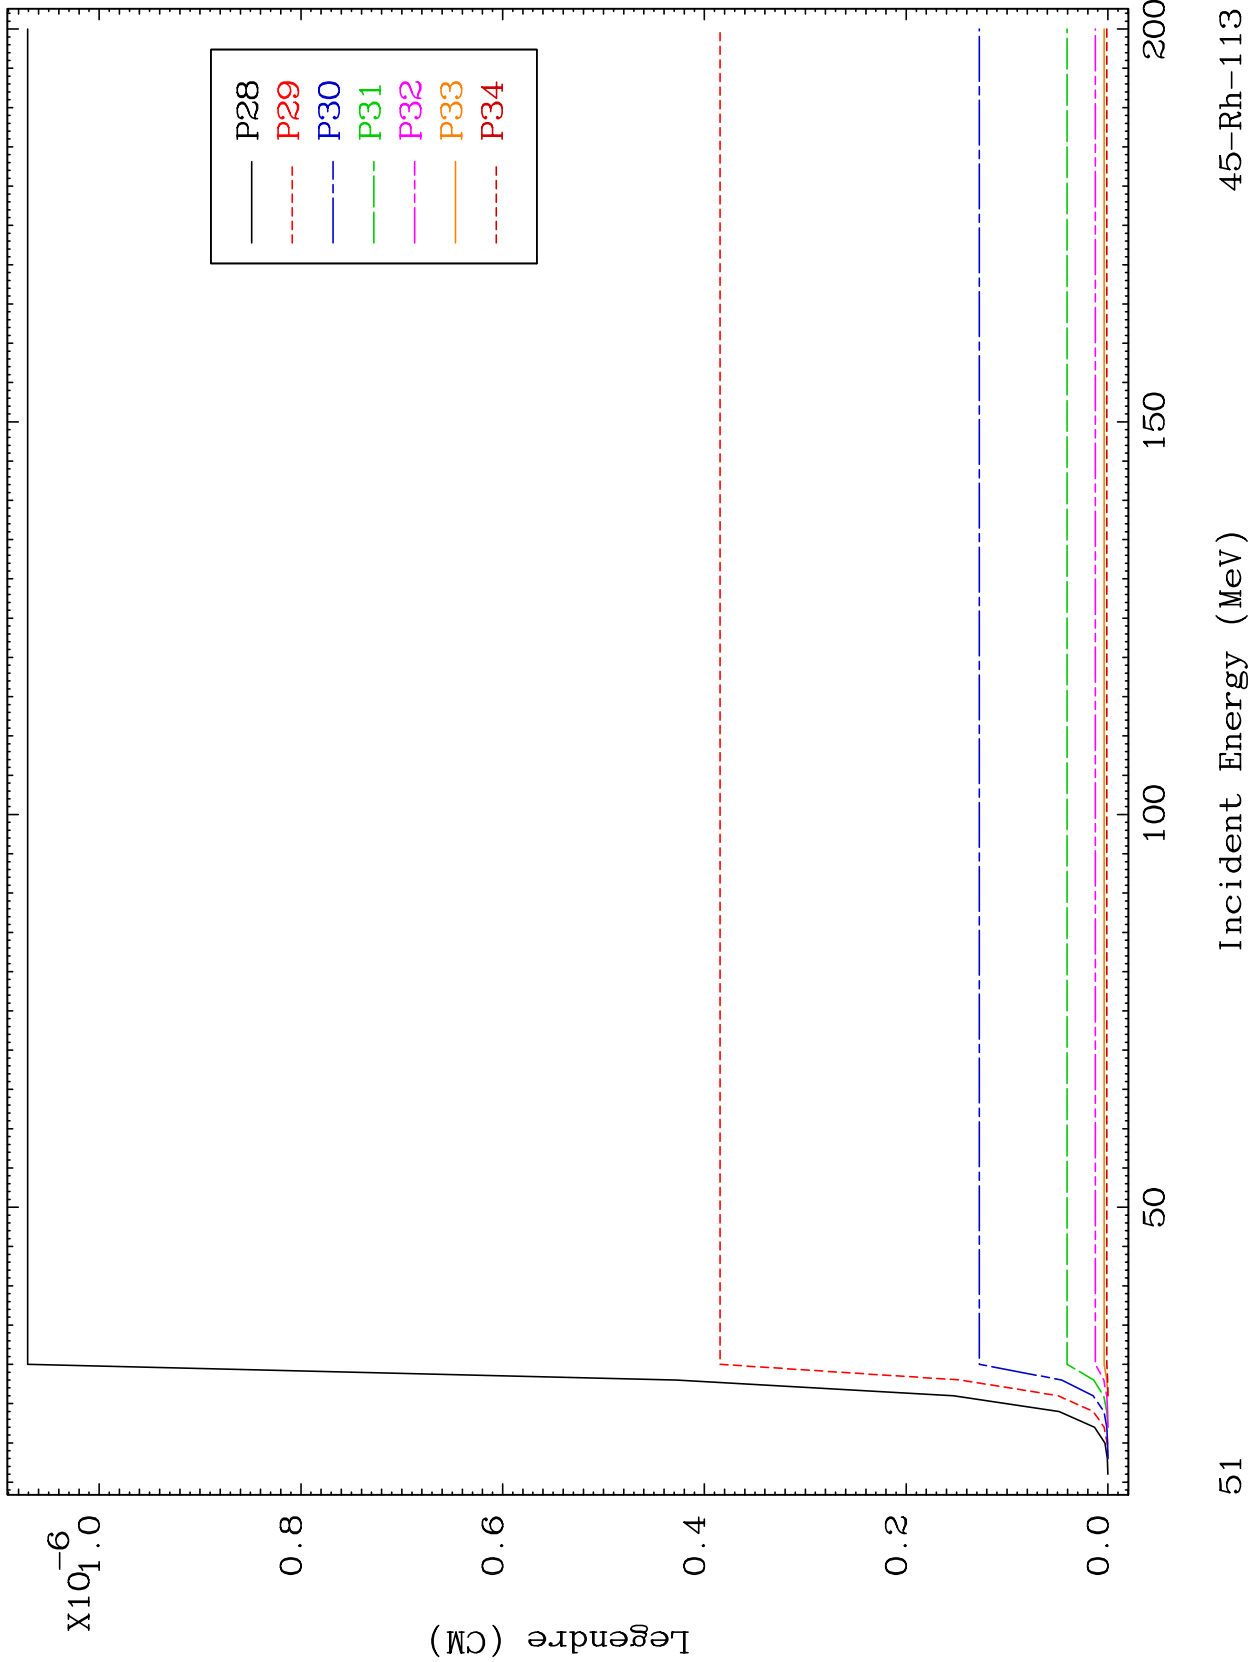 X10-6
1.0
0.8
0.6
0.4
0.2
0.0
Legendre (CM)
P28
P29
P30
P31
P32
P33
P34
50
100
150
200
51
Incident Energy (MeV)
45-Rh-113